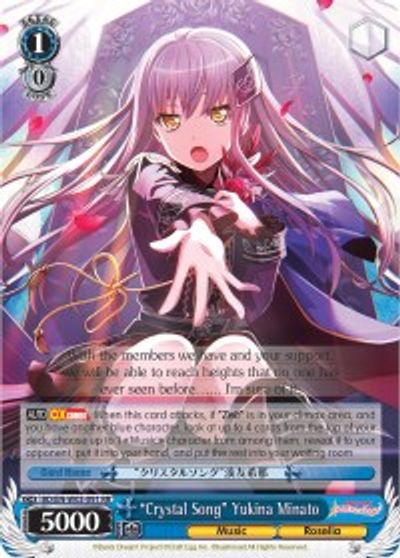 1
0
With the members we have and your support,
we will be able to reach heights that no one has
ever seen before...... I'm sure of it.
AUTO CX COMBO When this card attacks, if "Zeal" is in your climax area, and
you have another blue character, look at up to 4 cards from the top of
your deck, choose up to 1 «Music» character from among them, reveal it to
your opponent, put it into your hand, and put the rest into your waiting room.
Card Name "クリスタルソング"湊友希那
5000
"Crystal Song" Yukina Minato
Music
Roselia